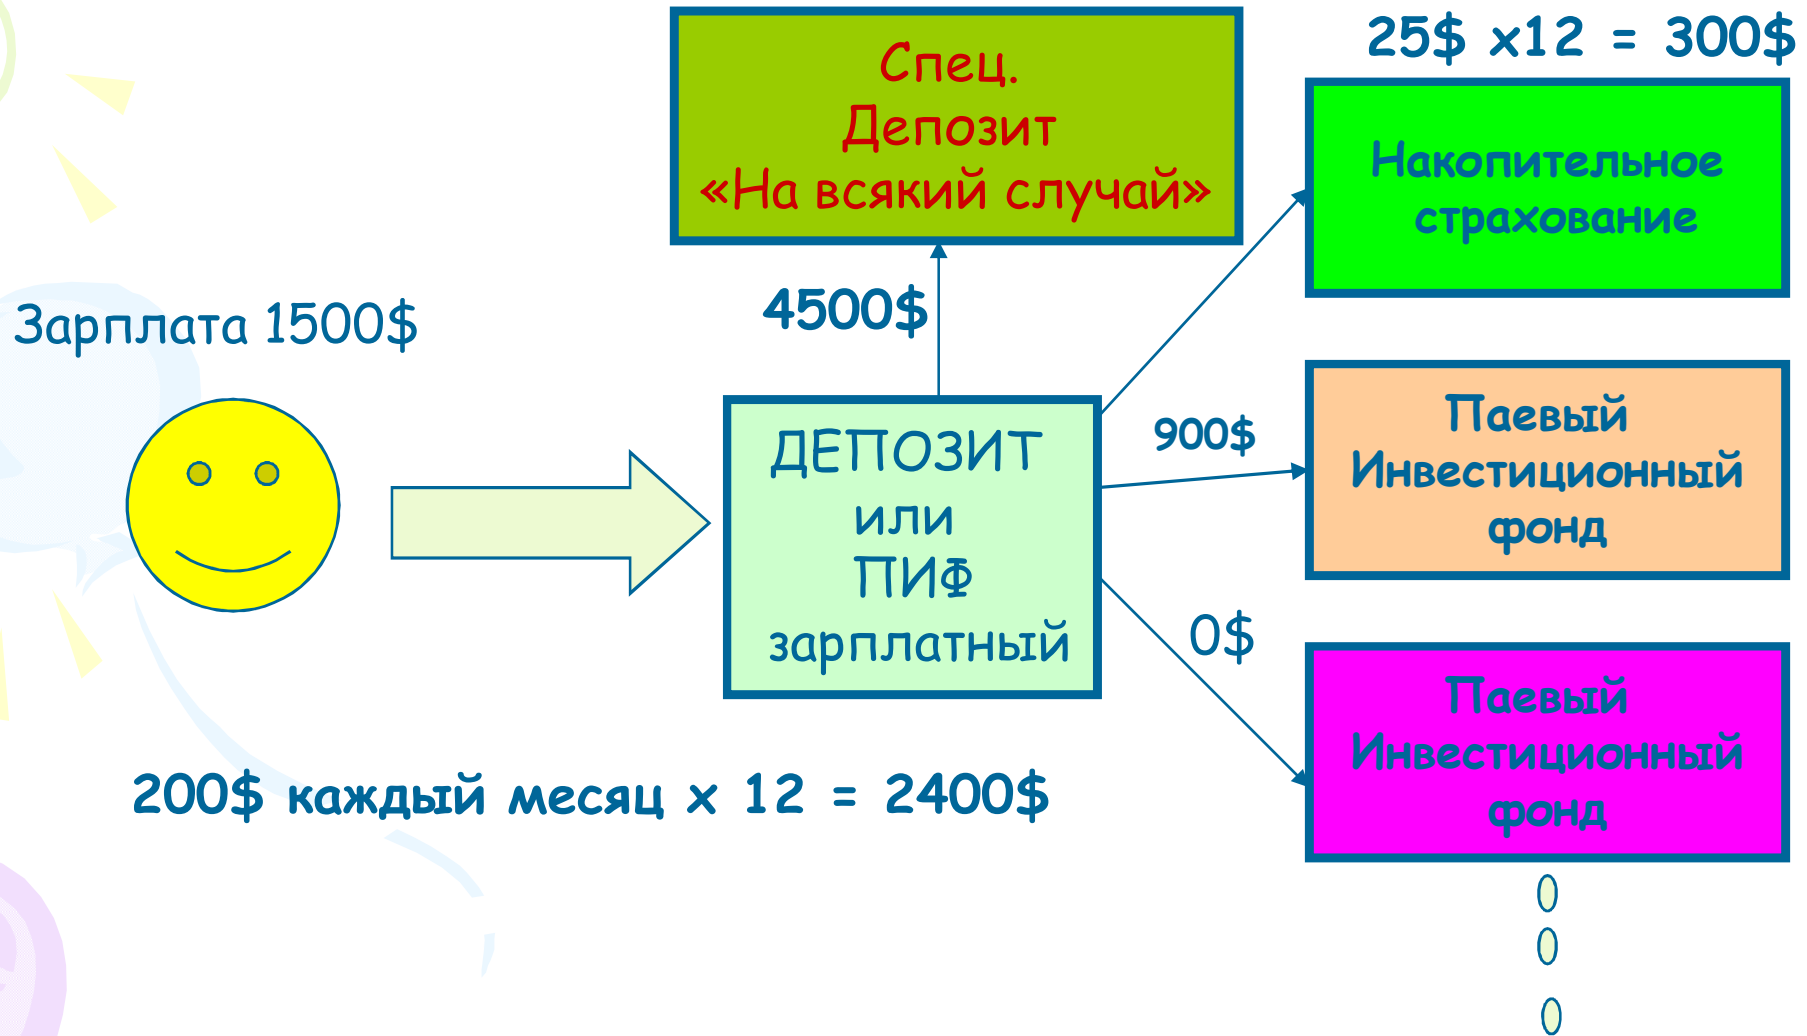 25$ х12 = 300$
Спец.
Депозит
«На всякий случай»
Накопительное
страхование
4500$
Зарплата 1500$
900$
Паевый
Инвестиционный
фонд
ДЕПОЗИТ
или
ПИФ
зарплатный
0$
Паевый
Инвестиционный
фонд
200$ каждый месяц х 12 = 2400$